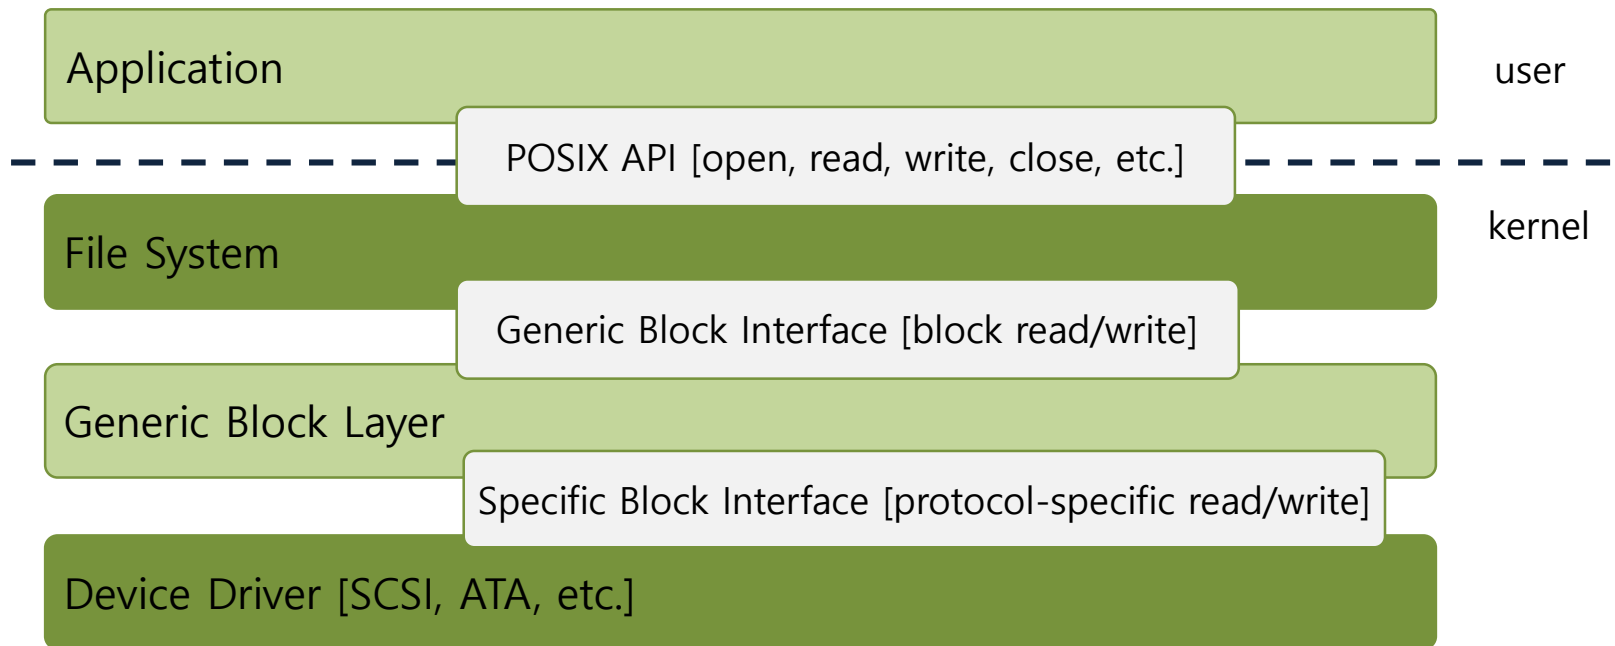 Application
user
POSIX API [open, read, write, close, etc.]
kernel
File System
Generic Block Interface [block read/write]
Generic Block Layer
Specific Block Interface [protocol-specific read/write]
Device Driver [SCSI, ATA, etc.]